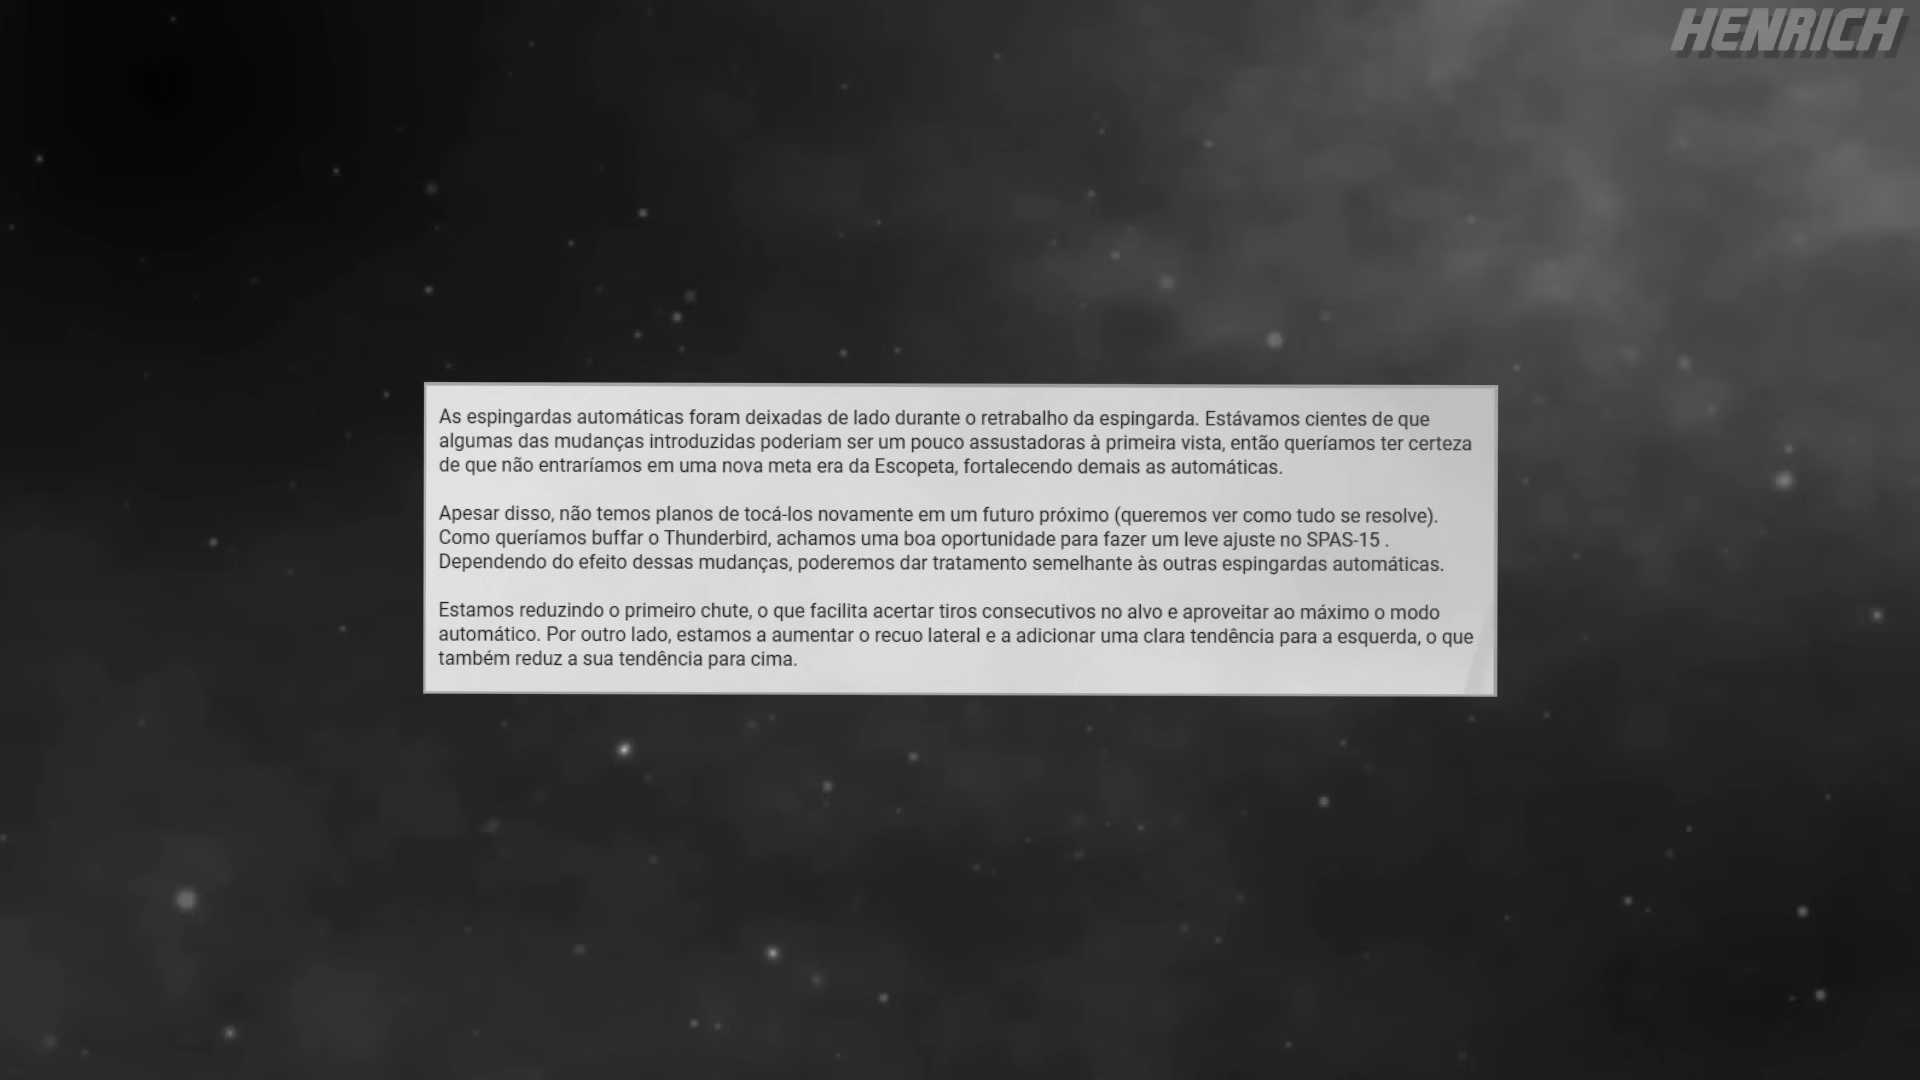 HENRICH
As espingardas automáticas foram deixadas de lado durante o retrabalho da espingarda. Estávamos cientes de que
algumas das mudanças introduzidas poderiam ser um pouco assustadoras à primeira vista, então queríamos ter certeza
de que não entraríamos em uma nova meta era da Escopeta, fortalecendo demais as automáticas.
Apesar disso, não temos planos de tocá-los novamente em um futuro próximo (queremos ver como tudo se resolve).
Como queríamos buffar o Thunderbird, achamos uma boa oportunidade para fazer um leve ajuste no SPAS-15 .
Dependendo do efeito dessas mudanças, poderemos dar tratamento semelhante às outras espingardas automáticas.
Estamos reduzindo o primeiro chute, o que facilita acertar tiros consecutivos no alvo e aproveitar ao máximo o modo
automático. Por outro lado, estamos a aumentar o recuo lateral e a adicionar uma clara tendência para a esquerda, o que
também reduz a sua tendência para cima.